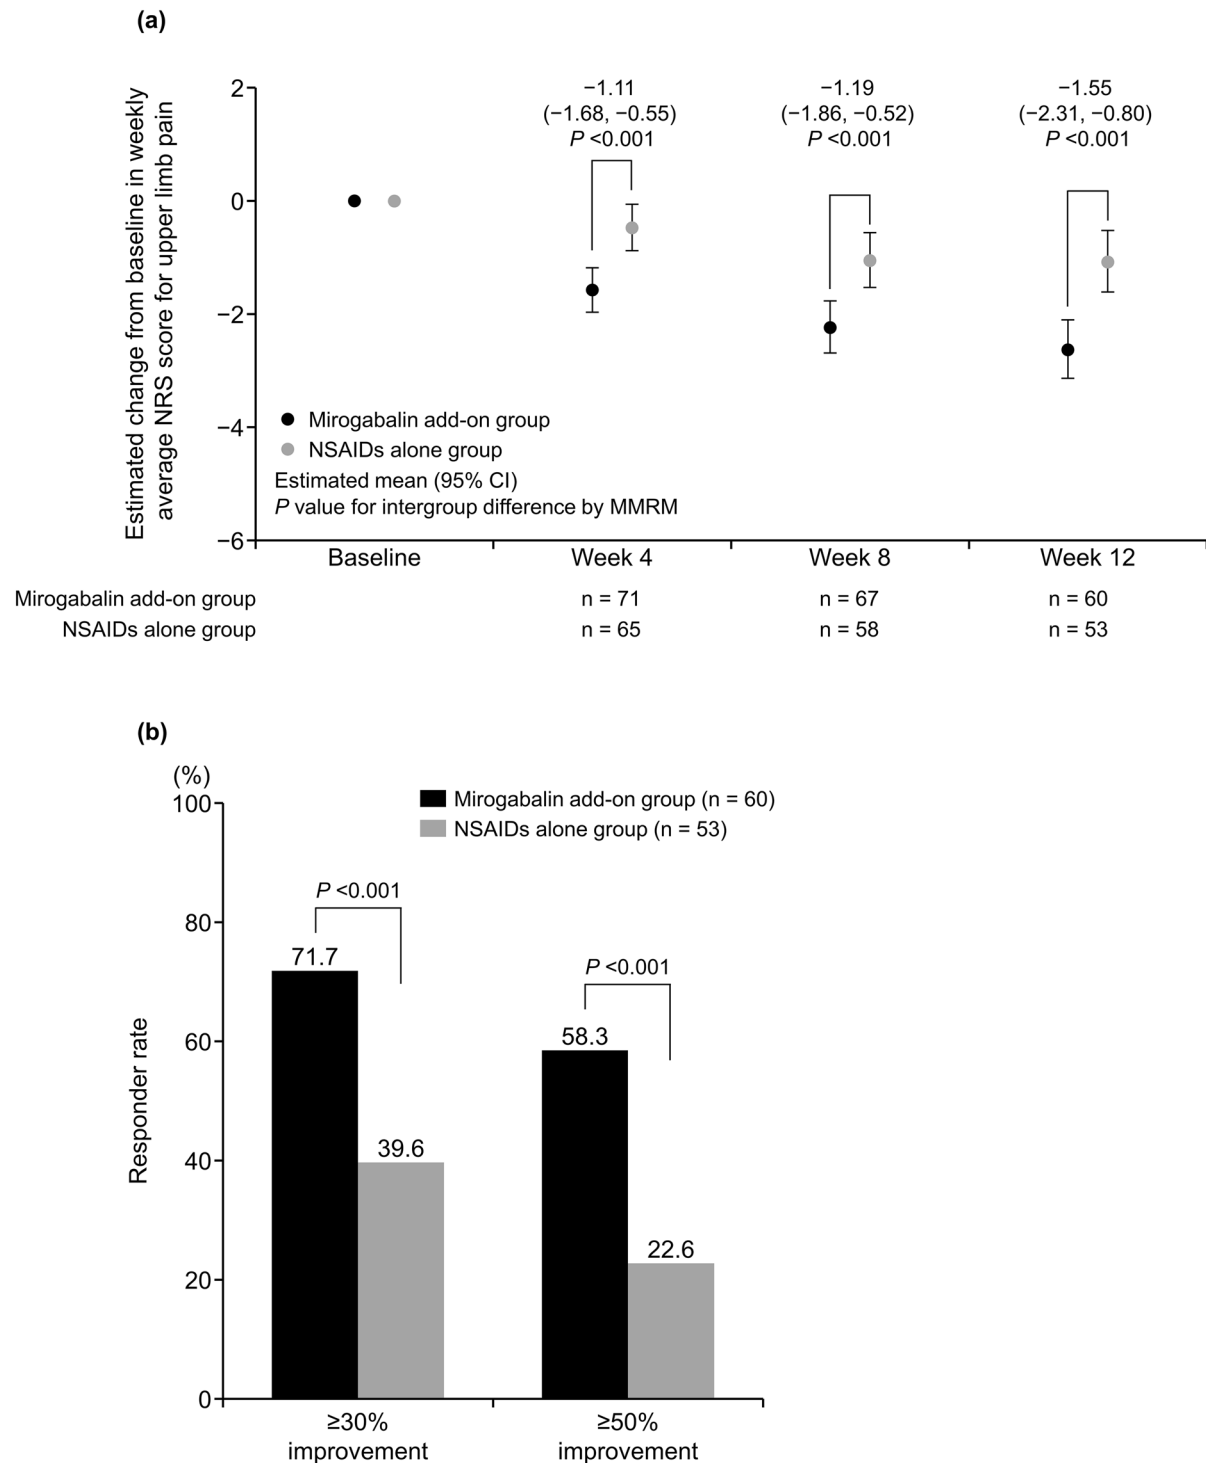 (a)
Estimated change from baseline in weekly
average NRS score for upper limb pain
2
0
−2
−4
−6
−1.11
(−1.68, −0.55)
P <0.001
−1.19
(−1.86, −0.52)
P <0.001
−1.55
(−2.31, −0.80)
P <0.001
Mirogabalin add-on group
NSAIDs alone group
Estimated mean (95% CI)
P value for intergroup difference by MMRM
Baseline Week 4 Week 8 Week 12
Mirogabalin add-on group n = 71 n = 67 n = 60
NSAIDs alone group n = 65 n = 58 n = 53
(b)
(%)
Responder rate
100
80
60
40
20
0
Mirogabalin add-on group (n = 60)
NSAIDs alone group (n = 53)
P <0.001
71.7
39.6
P <0.001
58.3
22.6
≥30%
improvement
≥50%
improvement